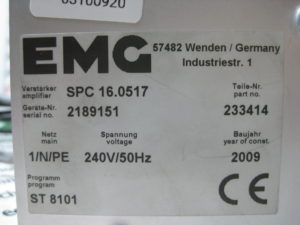 03100920
EMG
57482 Wenden / Germany
Industriestr. 1
Verstärker
amplifier
SPC 16.0517
Teile-Nr.
part no.
Geräte-Nr.
serial no.
2189151
233414
Netz
main
Spannung
voltage
Baujahr
year of const.
1/N/PE
240V/50Hz
2009
Programm
program
ST 8101
CE